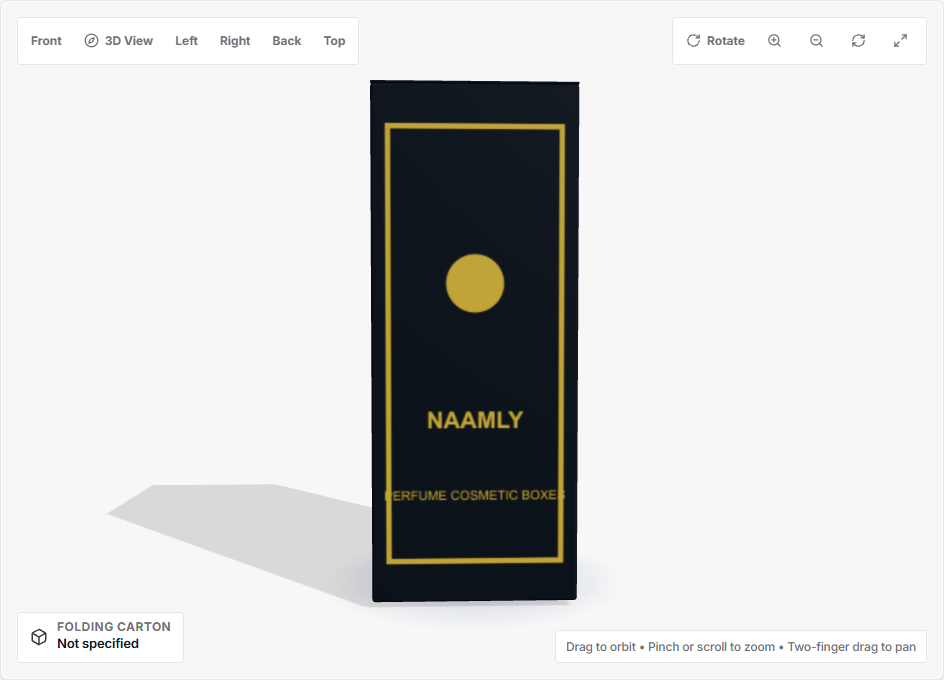 Front 3D View Left Right Back Top
Rotate
NAAMLY
PERFUME COSMETIC BOXES
FOLDING CARTON
Not specified
Drag to orbit • Pinch or scroll to zoom • Two-finger drag to pan